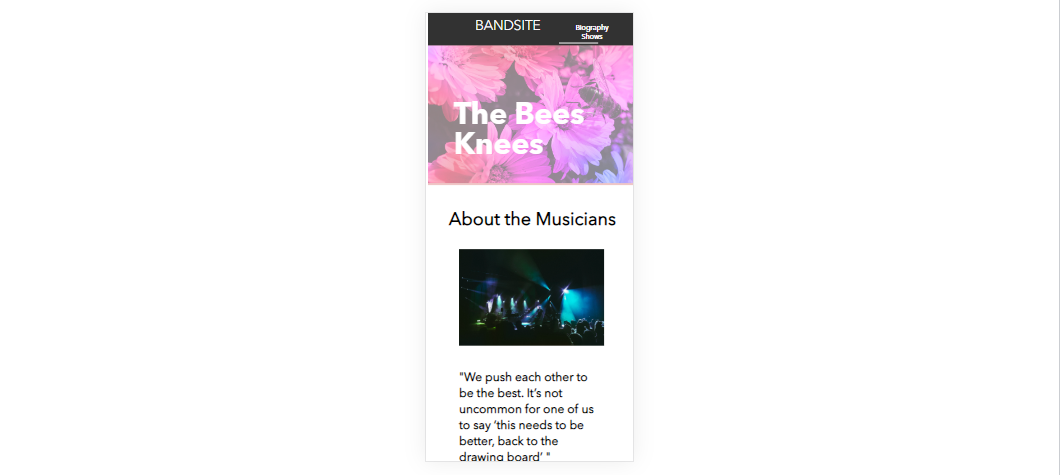 BANDSITE
Biography
Shows
The Bees
Knees
About the Musicians
"We push each other to
be the best. It’s not
uncommon for one of us
to say ‘this needs to be
better, back to the
drawing board’ "